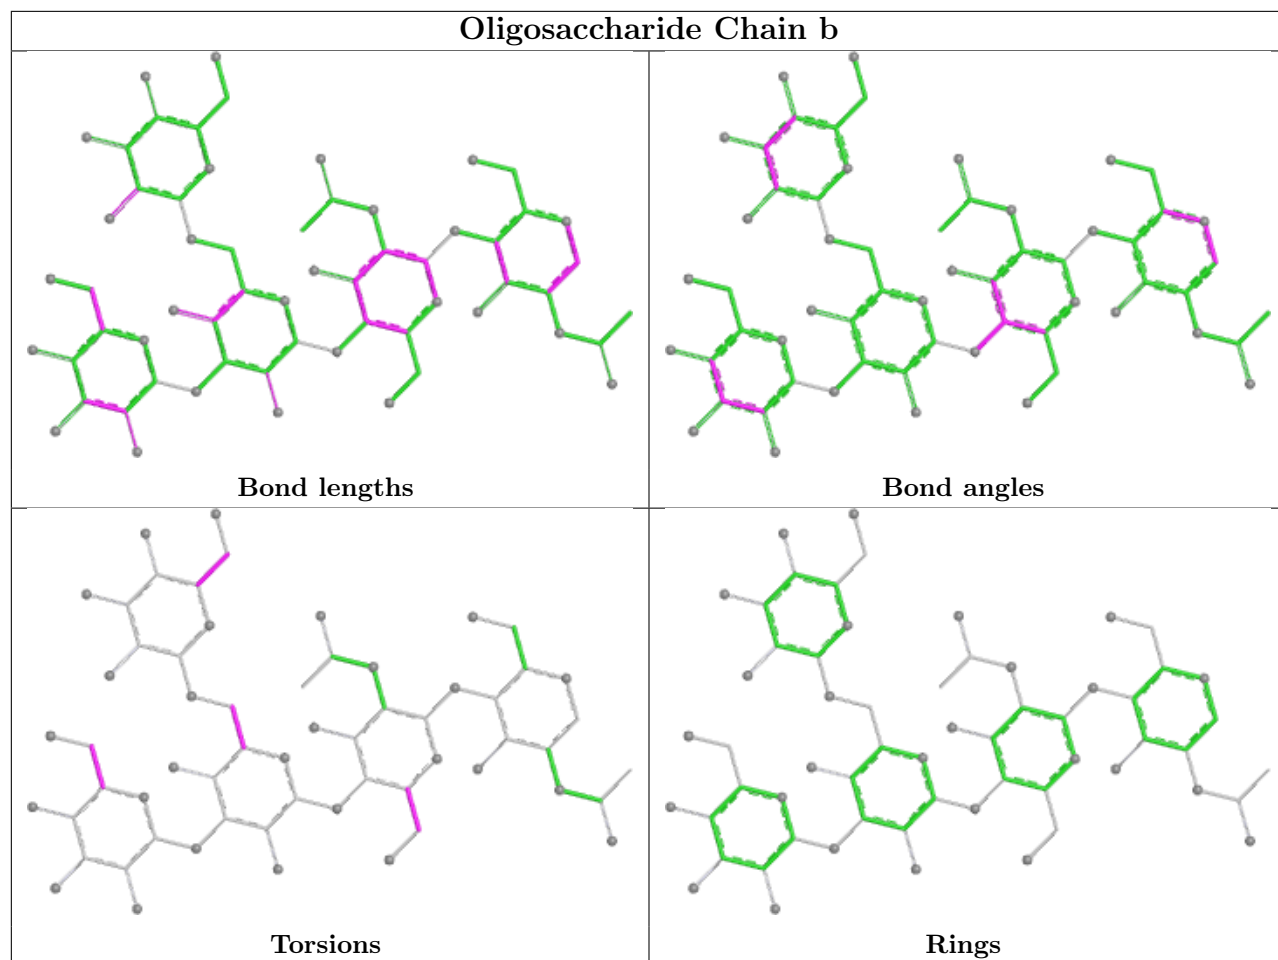 Oligosaccharide Chain b
Bond lengths
Bond angles
Torsions
Rings